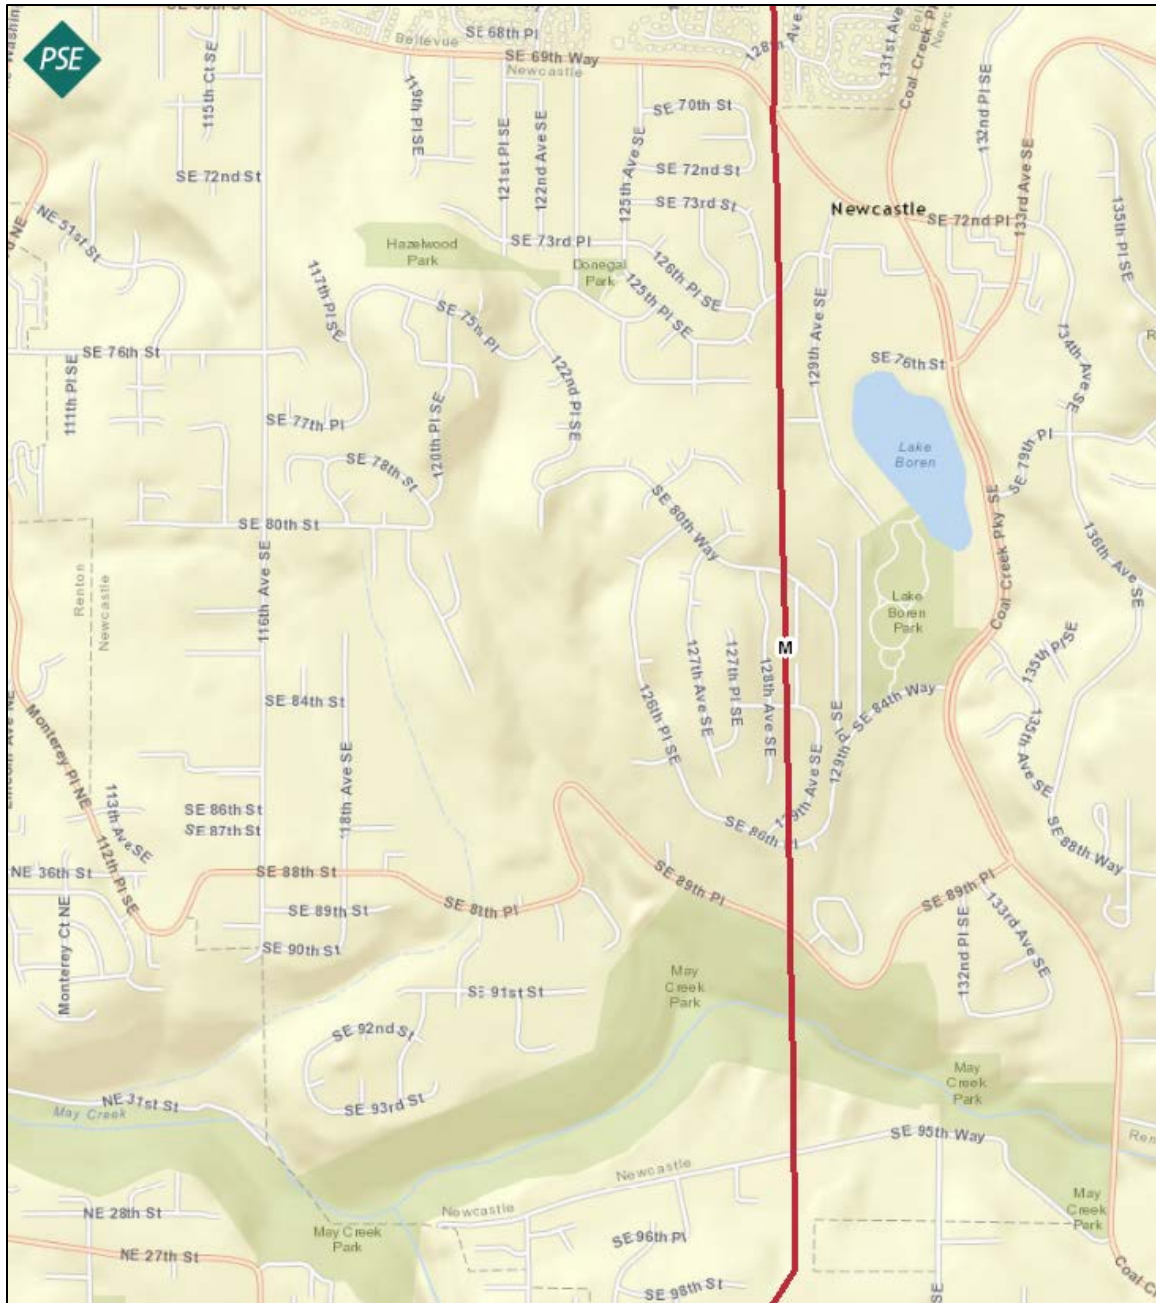 PSE
SE 68th Pl
Bellevue
SE 69th Way
Newcastle
128th Ave SE
131st Ave SE
Coal Creek Pky SE
115th Ct SE
119th Pl SE
121st Pl SE
122nd Ave SE
125th Ave SE
SE 70th St
SE 72nd St
SE 72nd St
SE 73rd St
132nd Pl SE
133rd Ave SE
135th Pl SE
Newcastle
SE 72nd Pl
NE 51st St
Hazelwood
Park
SE 73rd Pl
Donegal
Park
126th Pl SE
125th Pl SE
117th Pl SE
SE 75th Pl
SE 76th St
111th Pl SE
122nd Pl SE
129th Ave SE
SE 76th St
134th Ave SE
SE 77th Pl
120th Pl SE
SE 78th St
Lake
Boren
SE 79th Pl
SE 80th St
SE 80th Way
Coal Creek Pky SE
136th Ave SE
Renton
Newcastle
116th Ave SE
Lake
Boren
Park
M
127th Ave SE
127th Pl SE
128th Ave SE
126th Pl SE
135th Pl SE
135th Ave SE
SE 84th St
SE 84th Way
129th Pl SE
129th Ave SE
Monterey Pl NE
113th Ave SE
112th Pl SE
SE 86th St
SE 87th St
118th Ave SE
SE 86th Pl
SE 88th Way
NE 36th St
SE 88th St
SE 89th Pl
SE 89th Pl
Monterey Ct NE
SE 89th St
SE 88th Pl
SE 90th St
132nd Pl SE
133rd Ave SE
May
Creek
Park
SE 91st St
SE 92nd St
SE 93rd St
NE 31st St
May Creek
May
Creek
Park
SE 95th Way
Newcastle
Newcastle
NE 28th St
May Creek
Park
SE 96th Pl
May
Creek
Park
NE 27th St
SE 98th St
SE